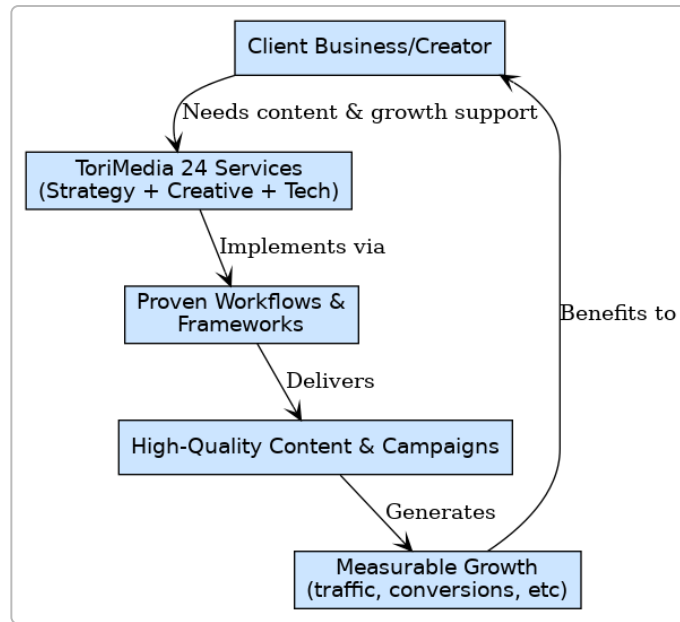 Client Business/Creator
Needs content & growth support
ToriMedia 24 Services
(Strategy + Creative + Tech)
Implements via
Proven Workflows &
Frameworks
Benefits to
Delivers
High-Quality Content & Campaigns
Generates
Measurable Growth
(traffic, conversions, etc)